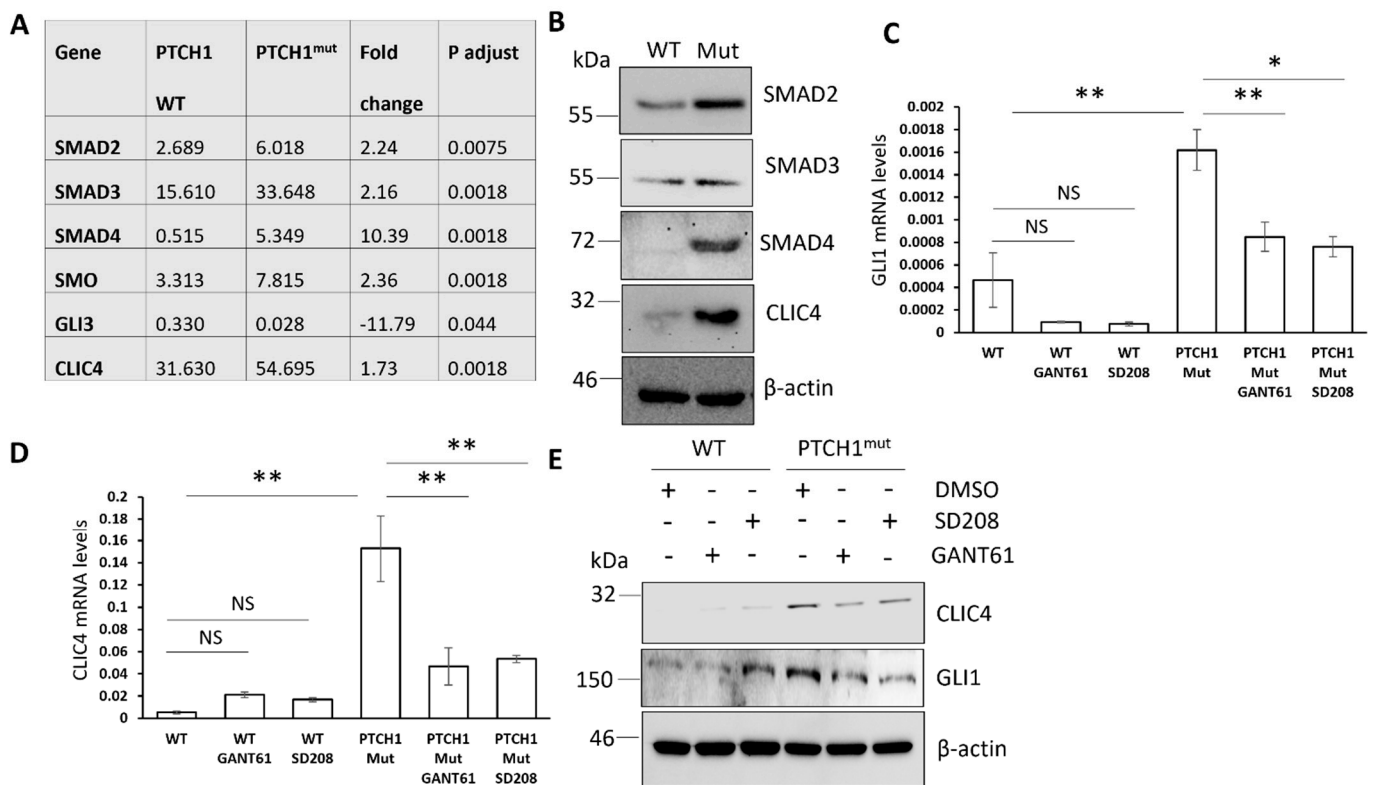 A
Gene PTCH1 WT PTCH1mut Fold change P adjust
SMAD2 2.689 6.018 2.24 0.0075
SMAD3 15.610 33.648 2.16 0.0018
SMAD4 0.515 5.349 10.39 0.0018
SMO 3.313 7.815 2.36 0.0018
GLI3 0.330 0.028 -11.79 0.044
CLIC4 31.630 54.695 1.73 0.0018
B
kDa WT Mut
SMAD2
55
SMAD3
55
SMAD4
72
32
CLIC4
46
β-actin
C
*
** **
NS
NS
GLI1 mRNA levels
0.002
0.0018
0.0016
0.0014
0.0012
0.001
0.0008
0.0006
0.0004
0.0002
0
WT
WT GANT61
WT SD208
PTCH1 Mut
PTCH1 Mut GANT61
PTCH1 Mut SD208
D
**
** **
NS
NS
CLIC4 mRNA levels
0.2
0.18
0.16
0.14
0.12
0.1
0.08
0.06
0.04
0.02
0
WT
WT GANT61
WT SD208
PTCH1 Mut
PTCH1 Mut GANT61
PTCH1 Mut SD208
E
WT PTCH1mut
+ - - + - - DMSO
- - + - - + SD208
- + - - + - GANT61
kDa
32
CLIC4
150
GLI1
46
β-actin